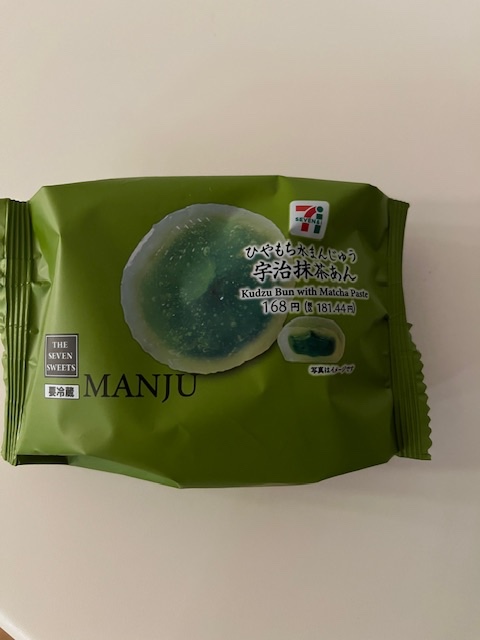 7i
SEVEN&i
ひやもち水まんじゅう
宇治抹茶あん
Kudzu Bun with Matcha Paste
168円(税込181.44円)
写真はイメージです
THE
SEVEN
SWEETS
要冷蔵
MANJU